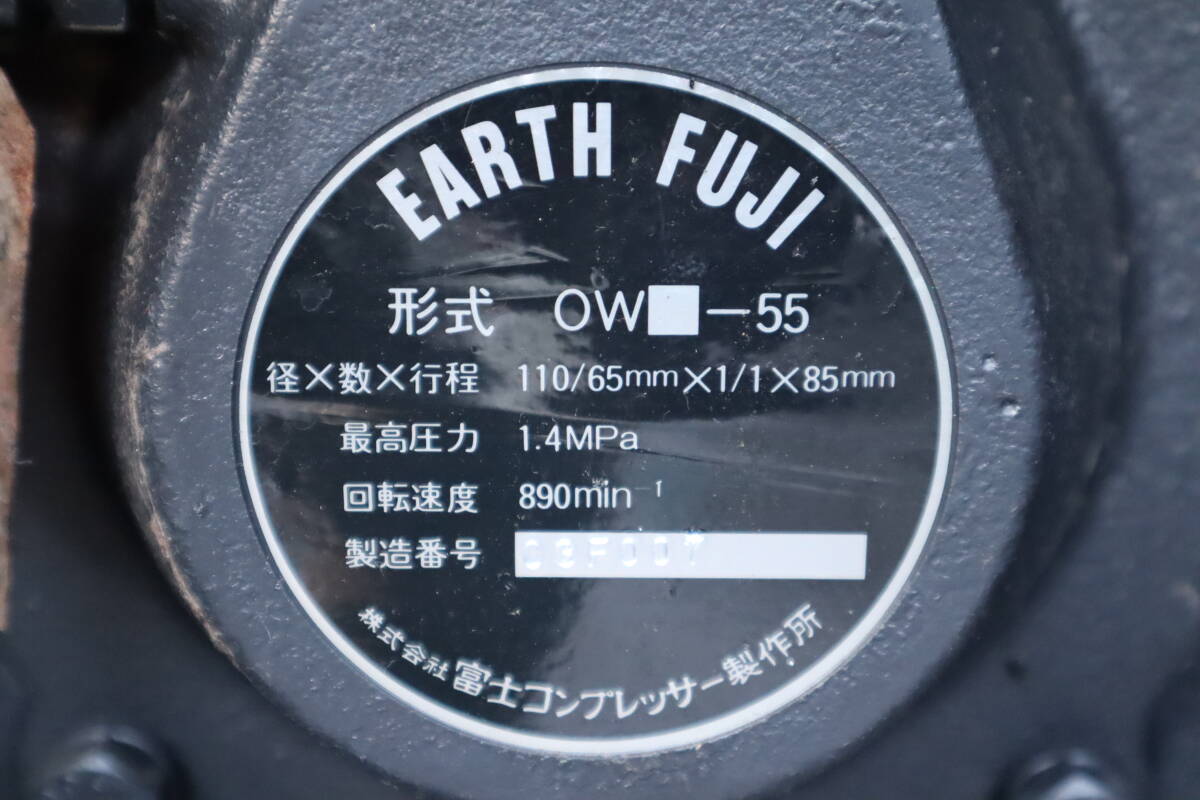 EARTH FUJI
形式 OW -55
径×数×行程 110/65mm×1/1×85mm
最高圧力 1.4MPa
回転速度 890min⁻¹
製造番号
株式会社 富士コンプレッサー製作所